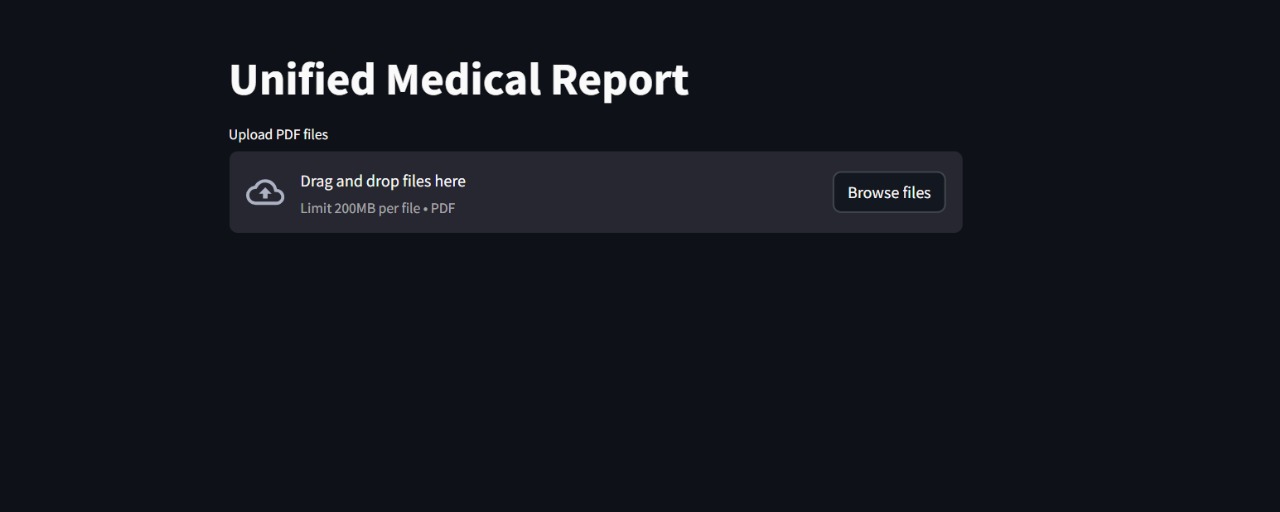 Unified Medical Report
Upload PDF files
Drag and drop files here
Limit 200MB per file • PDF
Browse files